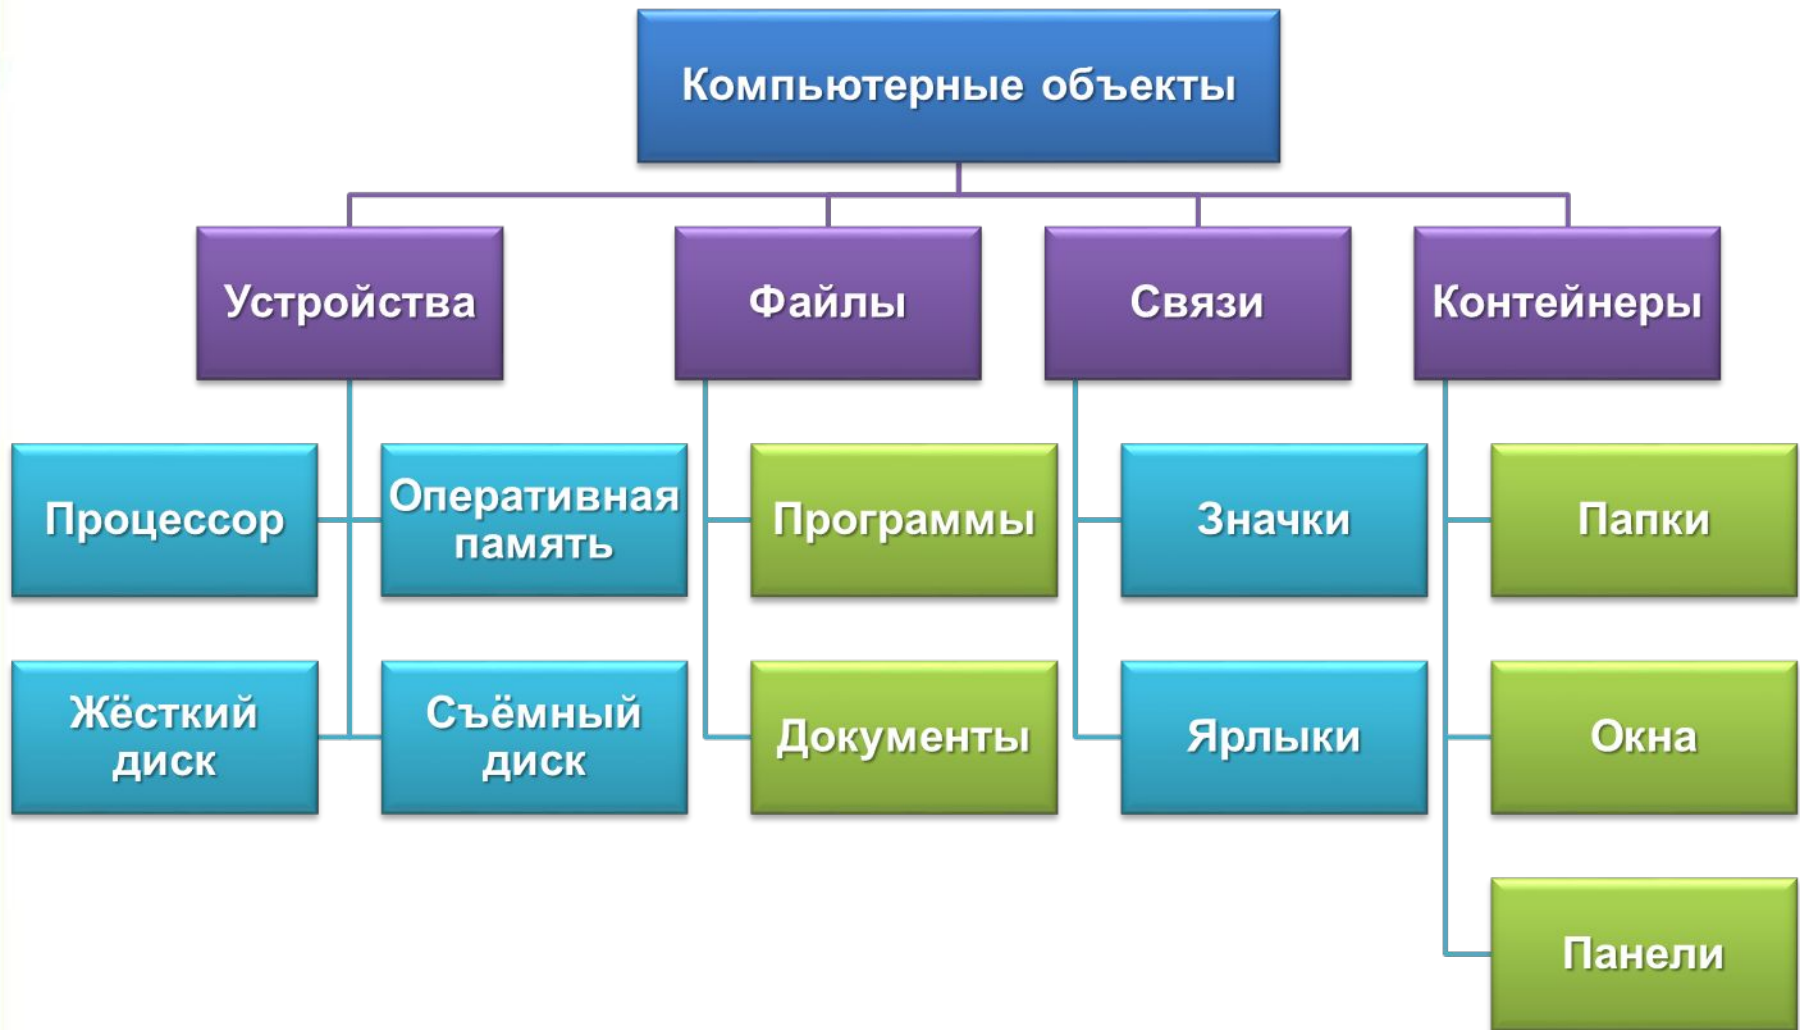 Компьютерные объекты
Устройства
Файлы
Связи
Контейнеры
Процессор
Оперативная
память
Программы
Значки
Папки
Жёсткий
диск
Съёмный
диск
Документы
Ярлыки
Окна
Панели